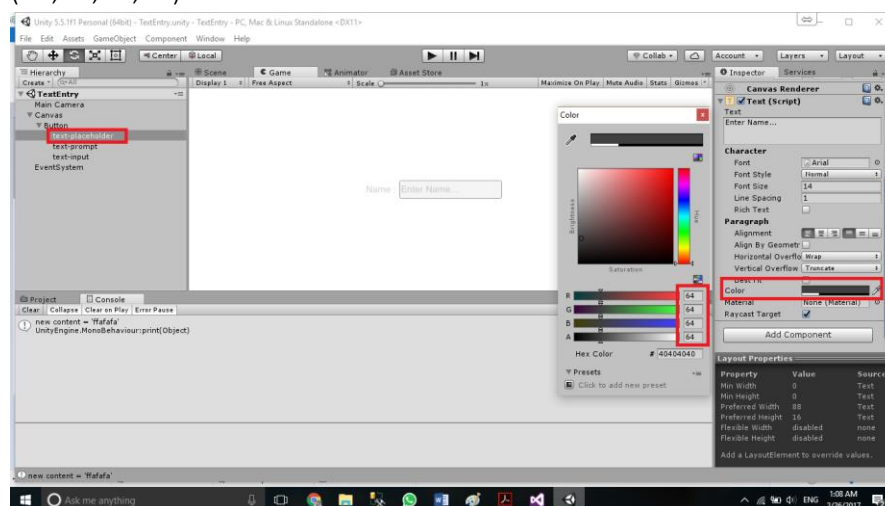 Unity 5.5.1f1 Personal (64bit) - TextEntry.unity - TextEntry - PC, Mac & Linux Standalone <DX11>
File Edit Assets GameObject Component Window Help
Center Local Collab Account Layers Layout
Hierarchy Scene Game Animator Asset Store Inspector Services
Create Display 1 Free Aspect Scale 1x Maximize On Play Mute Audio Stats Gizmos
TextEntry
Main Camera
Canvas
Button
text-placeholder
text-prompt
text-input
EventSystem
Name : Enter Name...
Color
Brightness
Hue
Saturation
R 64
G 64
B 64
A 64
Hex Color # 40404040
Presets
Click to add new preset
Canvas Renderer
Text (Script)
Text
Enter Name...
Character
Font Arial
Font Style Normal
Font Size 14
Line Spacing 1
Rich Text
Paragraph
Alignment
Align By Geometr
Horizontal Overflo Wrap
Vertical Overflow Truncate
Best Fit
Color
Material None (Material)
Raycast Target
Add Component
Layout Properties
Property Value Source
Min Width 0 Text
Min Height 0 Text
Preferred Width 88 Text
Preferred Height 16 Text
Flexible Width disabled none
Flexible Height disabled none
Add a LayoutElement to override values.
Project Console
Clear Collapse Clear on Play Error Pause
new content = 'ffafafa'
UnityEngine.MonoBehaviour:print(Object)
new content = 'ffafafa'
Ask me anything
ENG 1:08 AM
3/26/2017